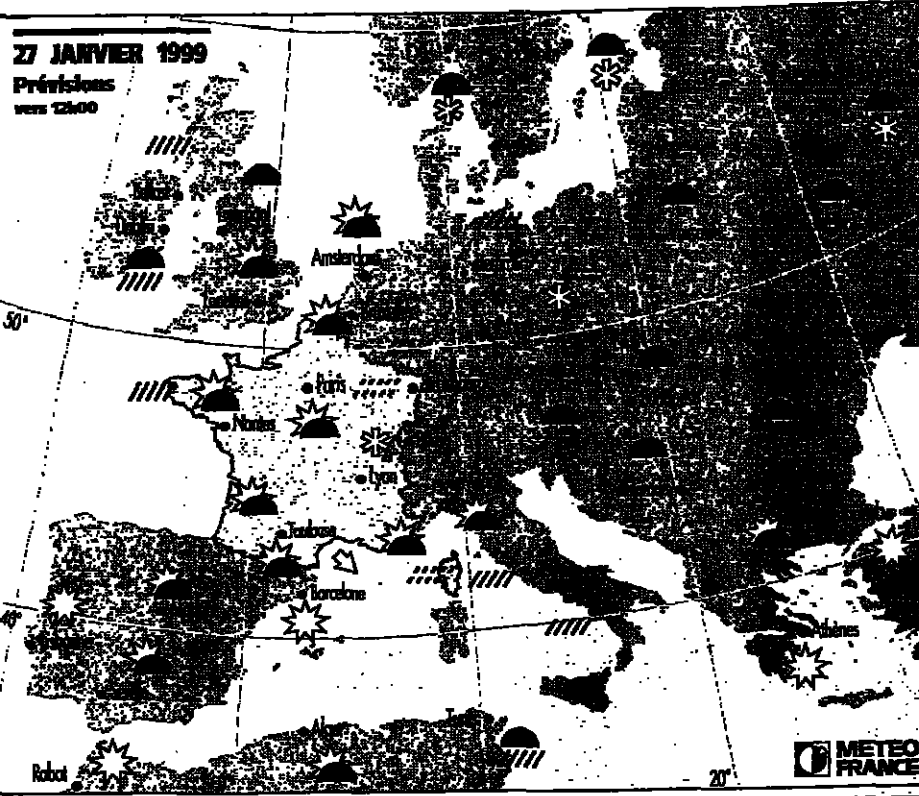 27 JANVIER 1999
Prévisions
vers 12h00
Amsterdam
50°
Paris
Nantes
Lyon
Toulouse
Barcelone
40°
Athènes
Alger
Rabat
20°
METEO
FRANCE